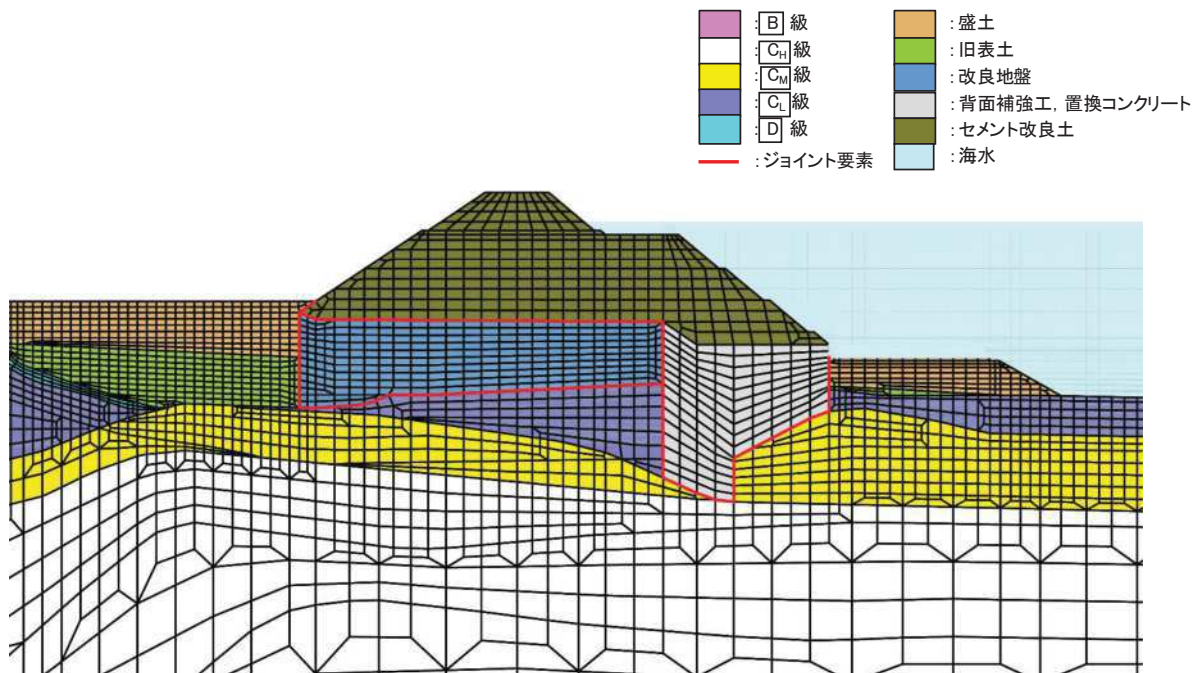 :B 級
:CH級
:CM級
:CL級
:D 級
:ジョイント要素
:盛土
:旧表土
:改良地盤
:背面補強工，置換コンクリート
:セメント改良土
:海水